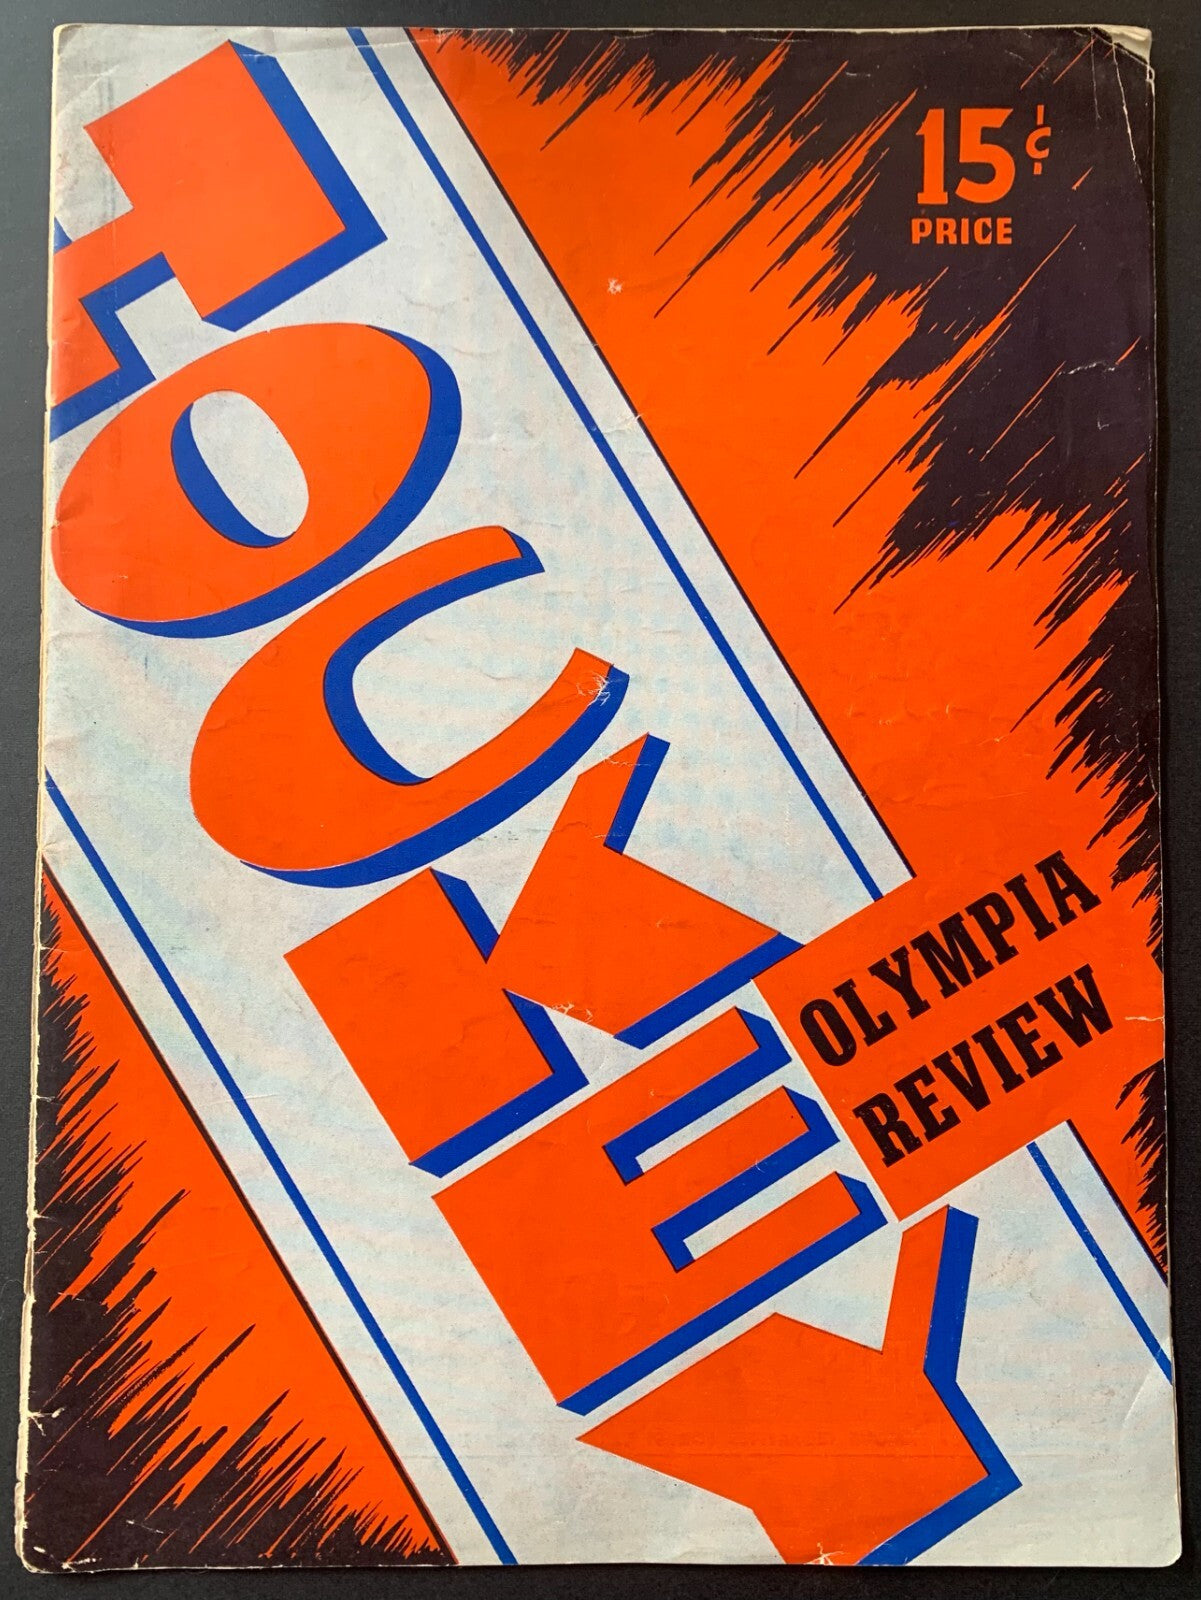 15¢
PRICE
HOCKEY
OLYMPIA
REVIEW